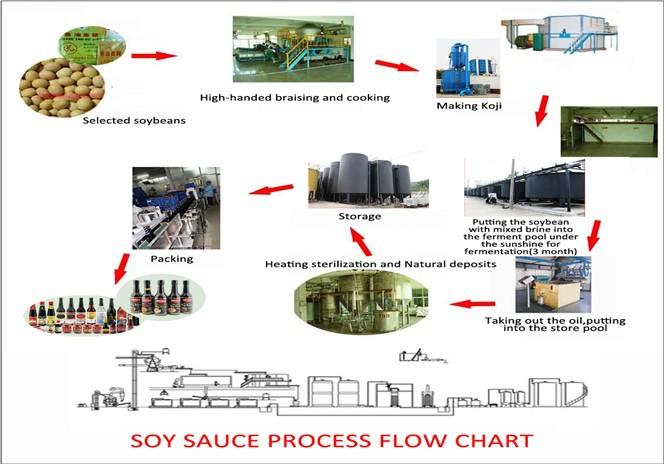 Selected soybeans
High-handed braising and cooking
Making Koji
Putting the soybean
with mixed brine into
the ferment pool under
the sunshine for
fermentation(3 month)
Taking out the oil,putting
into the store pool
Heating sterilization and Natural deposits
Storage
Packing
SOY SAUCE PROCESS FLOW CHART